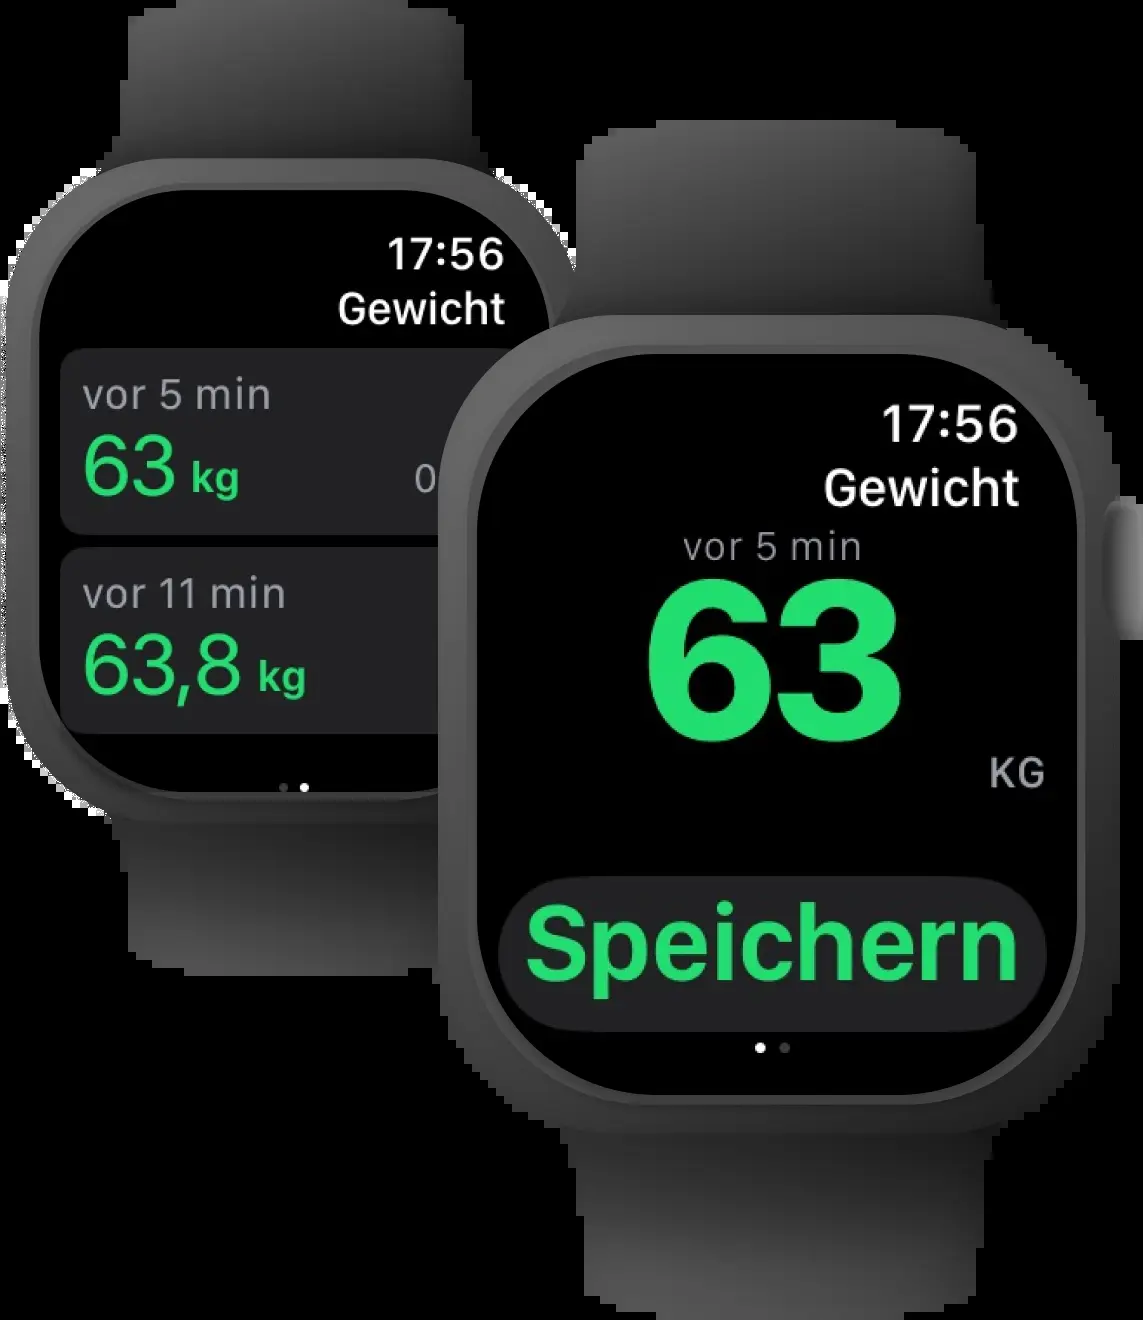 17:56
Gewicht
vor 5 min
63 kg
0
vor 11 min
63,8 kg
17:56
Gewicht
vor 5 min
63
KG
Speichern